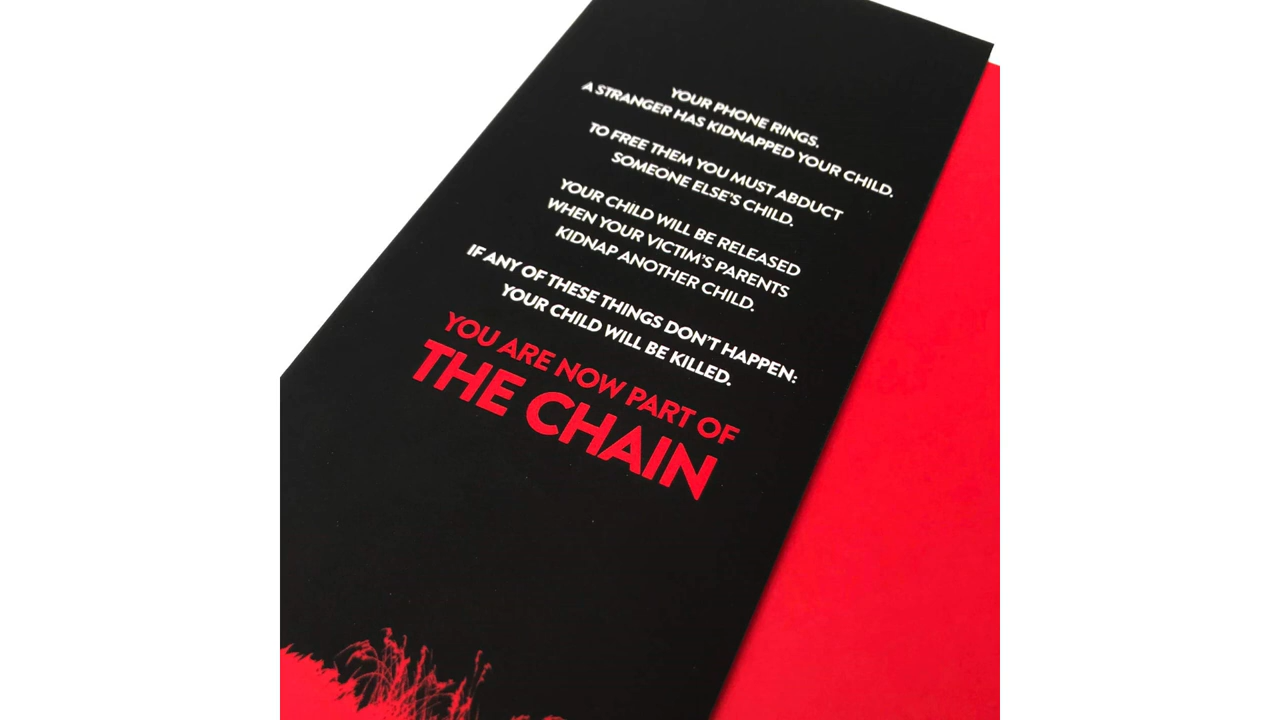 YOUR PHONE RINGS.
A STRANGER HAS KIDNAPPED YOUR CHILD.
TO FREE THEM YOU MUST ABDUCT
SOMEONE ELSE'S CHILD.
YOUR CHILD WILL BE RELEASED
WHEN YOUR VICTIM'S PARENTS
KIDNAP ANOTHER CHILD.
IF ANY OF THESE THINGS DON'T HAPPEN:
YOUR CHILD WILL BE KILLED.
YOU ARE NOW PART OF
THE CHAIN